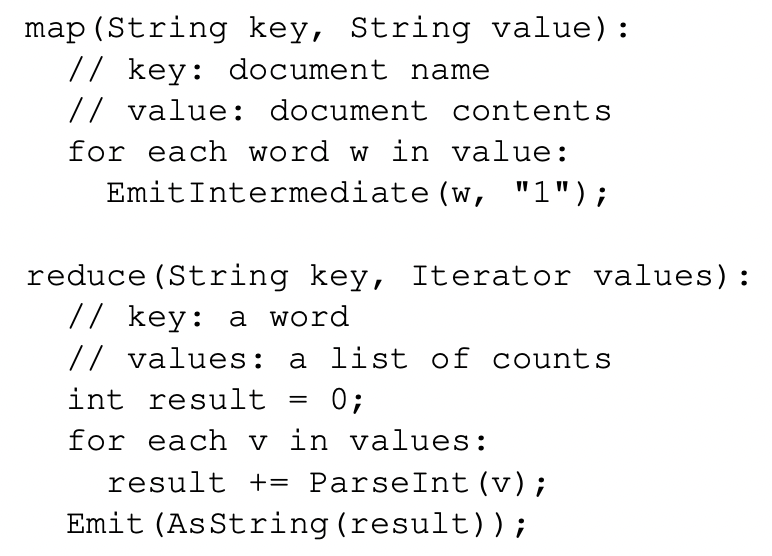 map(String key, String value):
// key: document name
// value: document contents
for each word w in value:
EmitIntermediate(w, "1");
reduce(String key, Iterator values):
// key: a word
// values: a list of counts
int result = 0;
for each v in values:
result += ParseInt(v);
Emit(AsString(result));